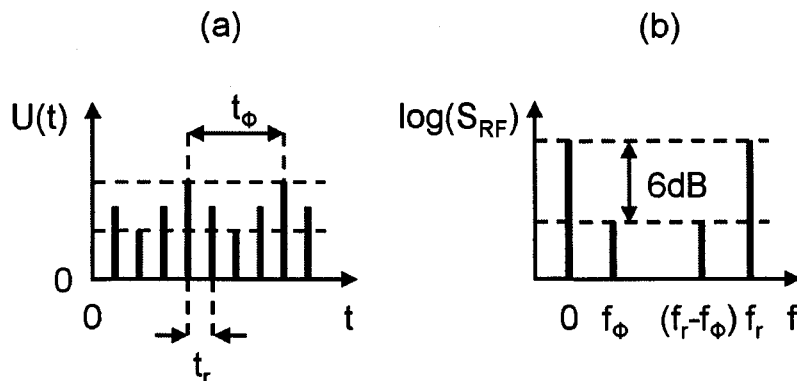 (a)
U(t)
t_Φ
0
0
t
t_r
(b)
log(S_RF)
6dB
0 f_Φ (f_r-f_Φ) f_r f